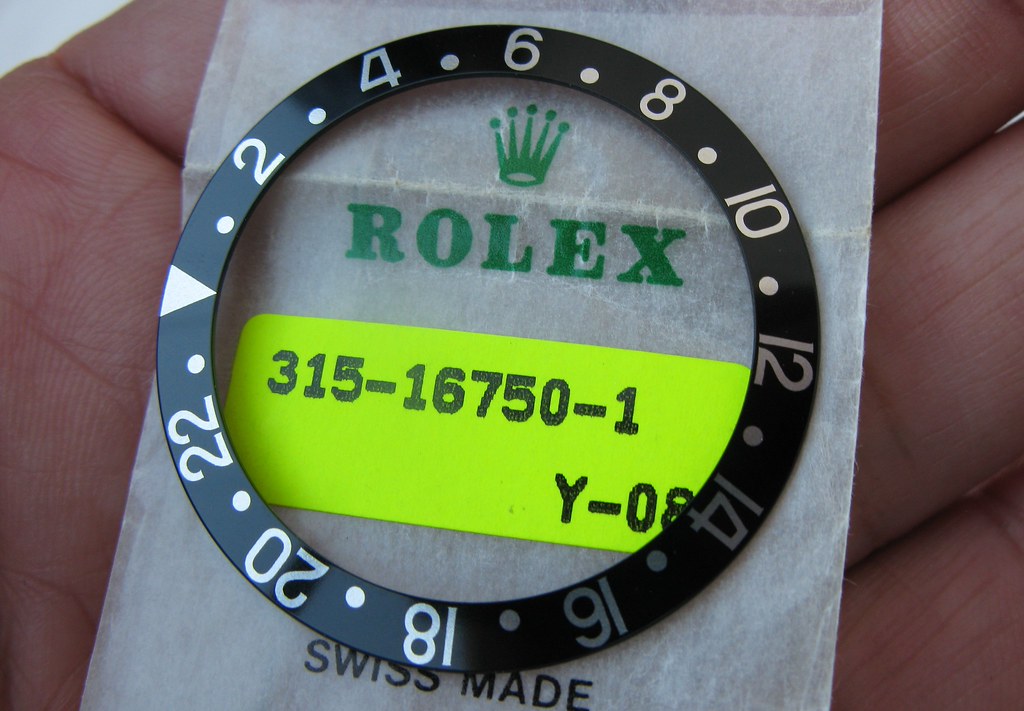 2 4 6 8 10 12 14 16 18 20 22
ROLEX
315-16750-1
Y-08
SWISS MADE